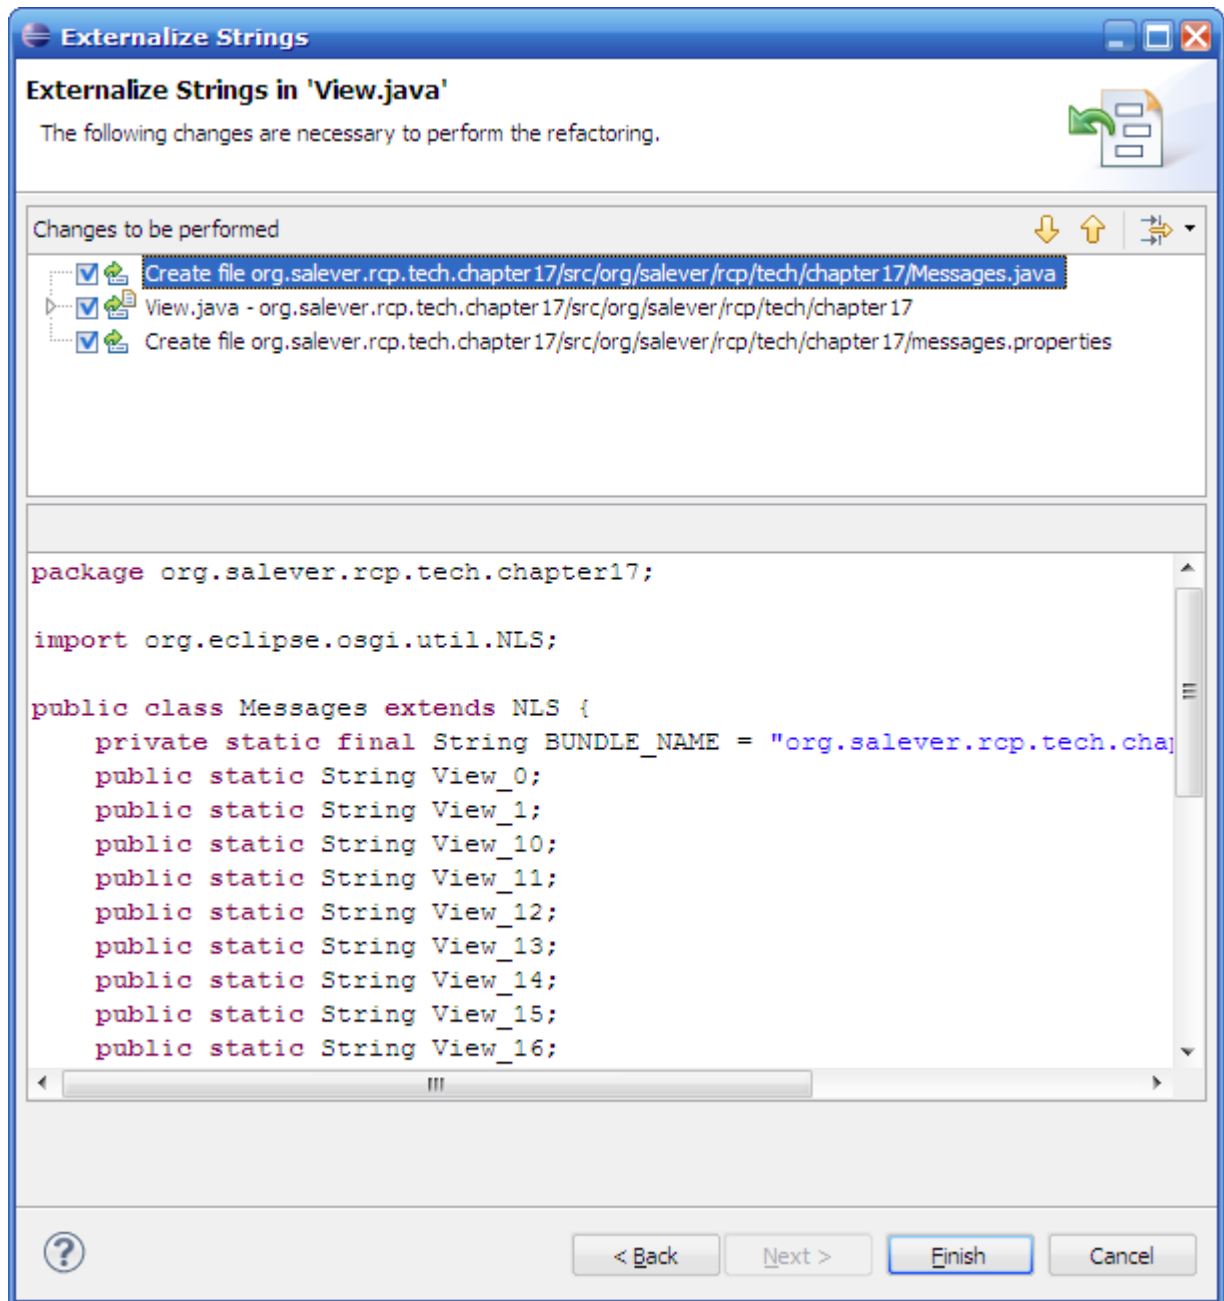 Externalize Strings
Externalize Strings in 'View.java'
The following changes are necessary to perform the refactoring.
Changes to be performed
Create file org.salever.rcp.tech.chapter17/src/org/salever/rcp/tech/chapter17/Messages.java
View.java - org.salever.rcp.tech.chapter17/src/org/salever/rcp/tech/chapter17
Create file org.salever.rcp.tech.chapter17/src/org/salever/rcp/tech/chapter17/messages.properties
package org.salever.rcp.tech.chapter17;
import org.eclipse.osgi.util.NLS;
public class Messages extends NLS {
private static final String BUNDLE_NAME = "org.salever.rcp.tech.chap
public static String View_0;
public static String View_1;
public static String View_10;
public static String View_11;
public static String View_12;
public static String View_13;
public static String View_14;
public static String View_15;
public static String View_16;
?
< Back Next > Finish Cancel